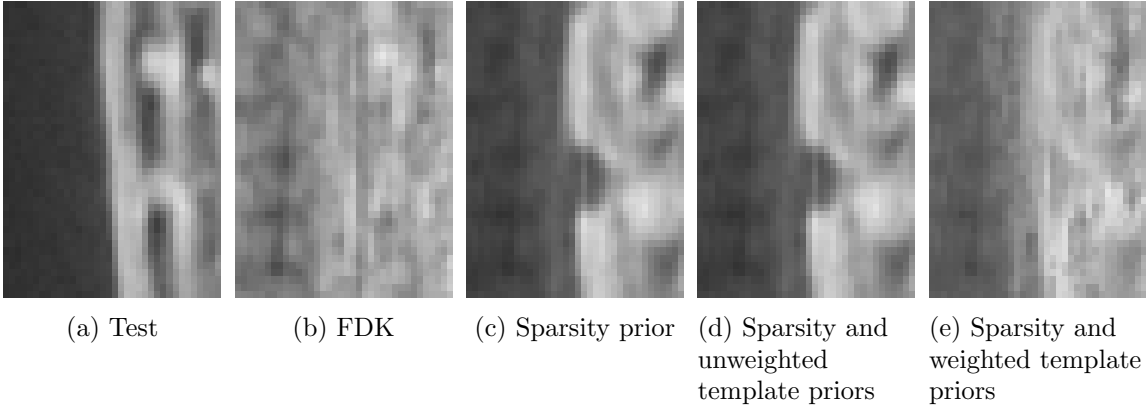 (a) Test
(b) FDK
(c) Sparsity prior
(d) Sparsity and
unweighted
template priors
(e) Sparsity and
weighted template
priors